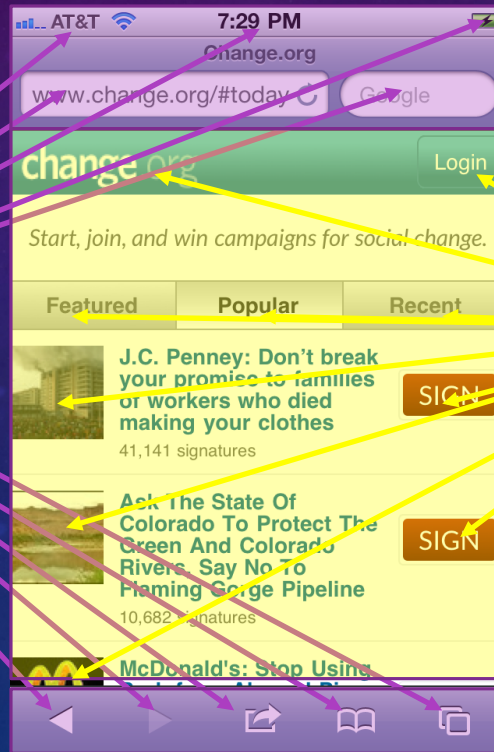 AT&T 7:29 PM
Change.org
www.change.org/#today Google
change.org Login
Start, join, and win campaigns for social change.
Featured Popular Recent
J.C. Penney: Don't break
your promise to families
of workers who died
making your clothes
SIGN
41,141 signatures
Ask The State Of
Colorado To Protect The
Green And Colorado
Rivers, Say No To
Flaming Gorge Pipeline
SIGN
10,682 signatures
McDonald's: Stop Using